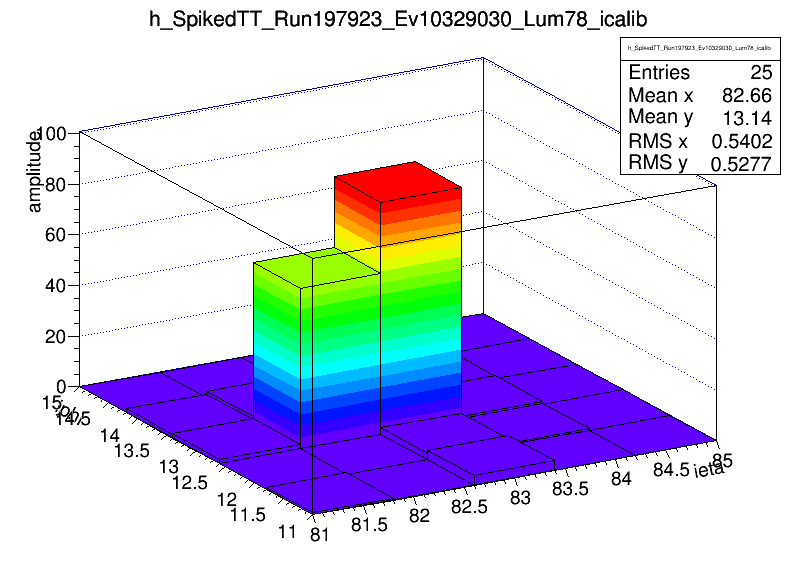 h_SpikedTT_Run197923_Ev10329030_Lum78_icalib
h_SpikedTT_Run197923_Ev10329030_Lum78_icalib
Entries 25
Mean x 82.66
Mean y 13.14
RMS x 0.5402
RMS y 0.5277
amplitude
100
80
60
40
20
0
15
14.5
14
13.5
13
12.5
12
11.5
11
81
81.5
82
82.5
83
83.5
84
84.5
85
ieta